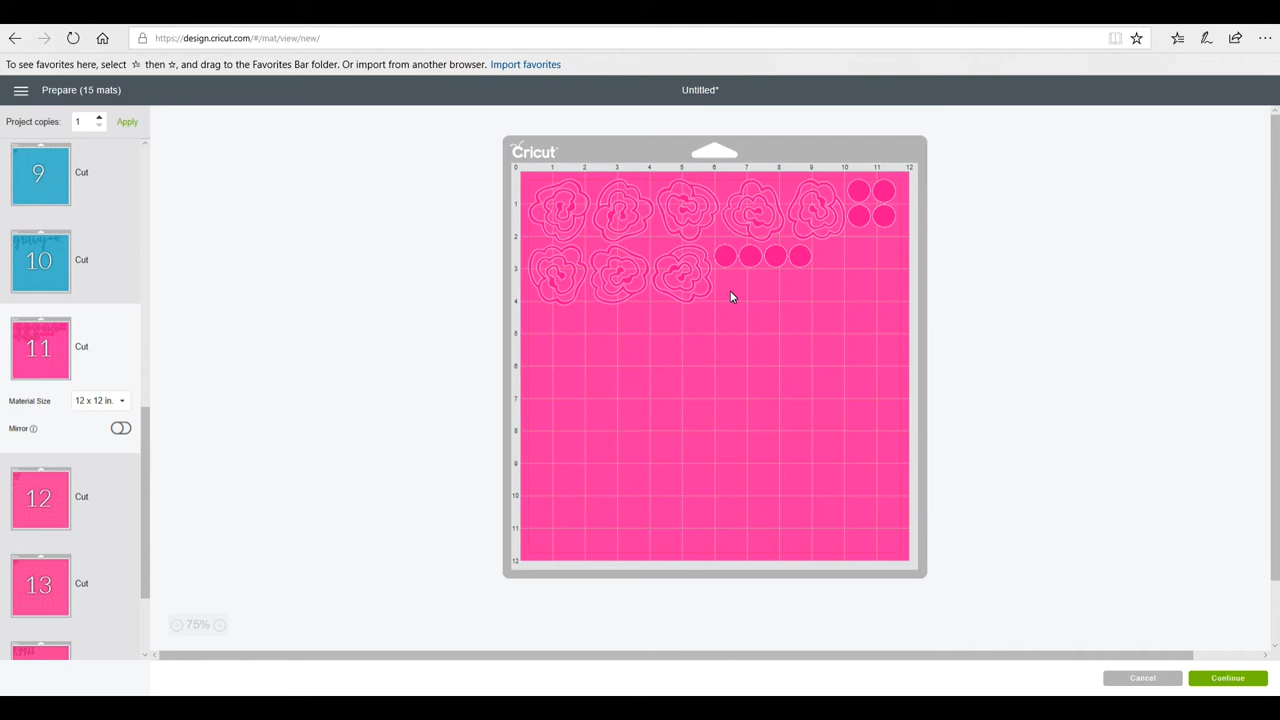 https://design.cricut.com/#/mat/view/new/
To see favorites here, select ☆ then ☆, and drag to the Favorites Bar folder. Or import from another browser. Import favorites
Prepare (15 mats)
Untitled*
Project copies: 1 Apply
9 Cut
10 Cut
11 Cut
Material Size 12 x 12 in.
Mirror
12 Cut
13 Cut
Cricut
0 1 2 3 4 5 6 7 8 9 10 11 12
1
2
3
4
5
6
7
8
9
10
11
12
75%
Cancel
Continue